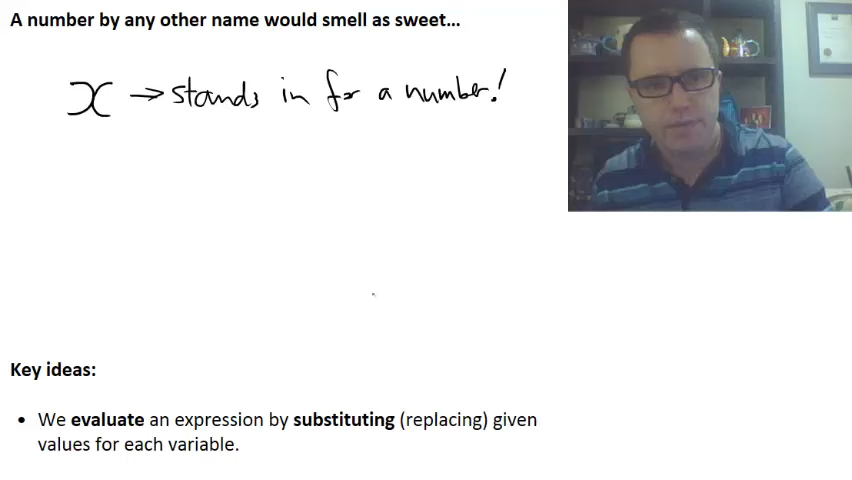 A number by any other name would smell as sweet...
x → stands in for a number!
Key ideas:
• We evaluate an expression by substituting (replacing) given
values for each variable.